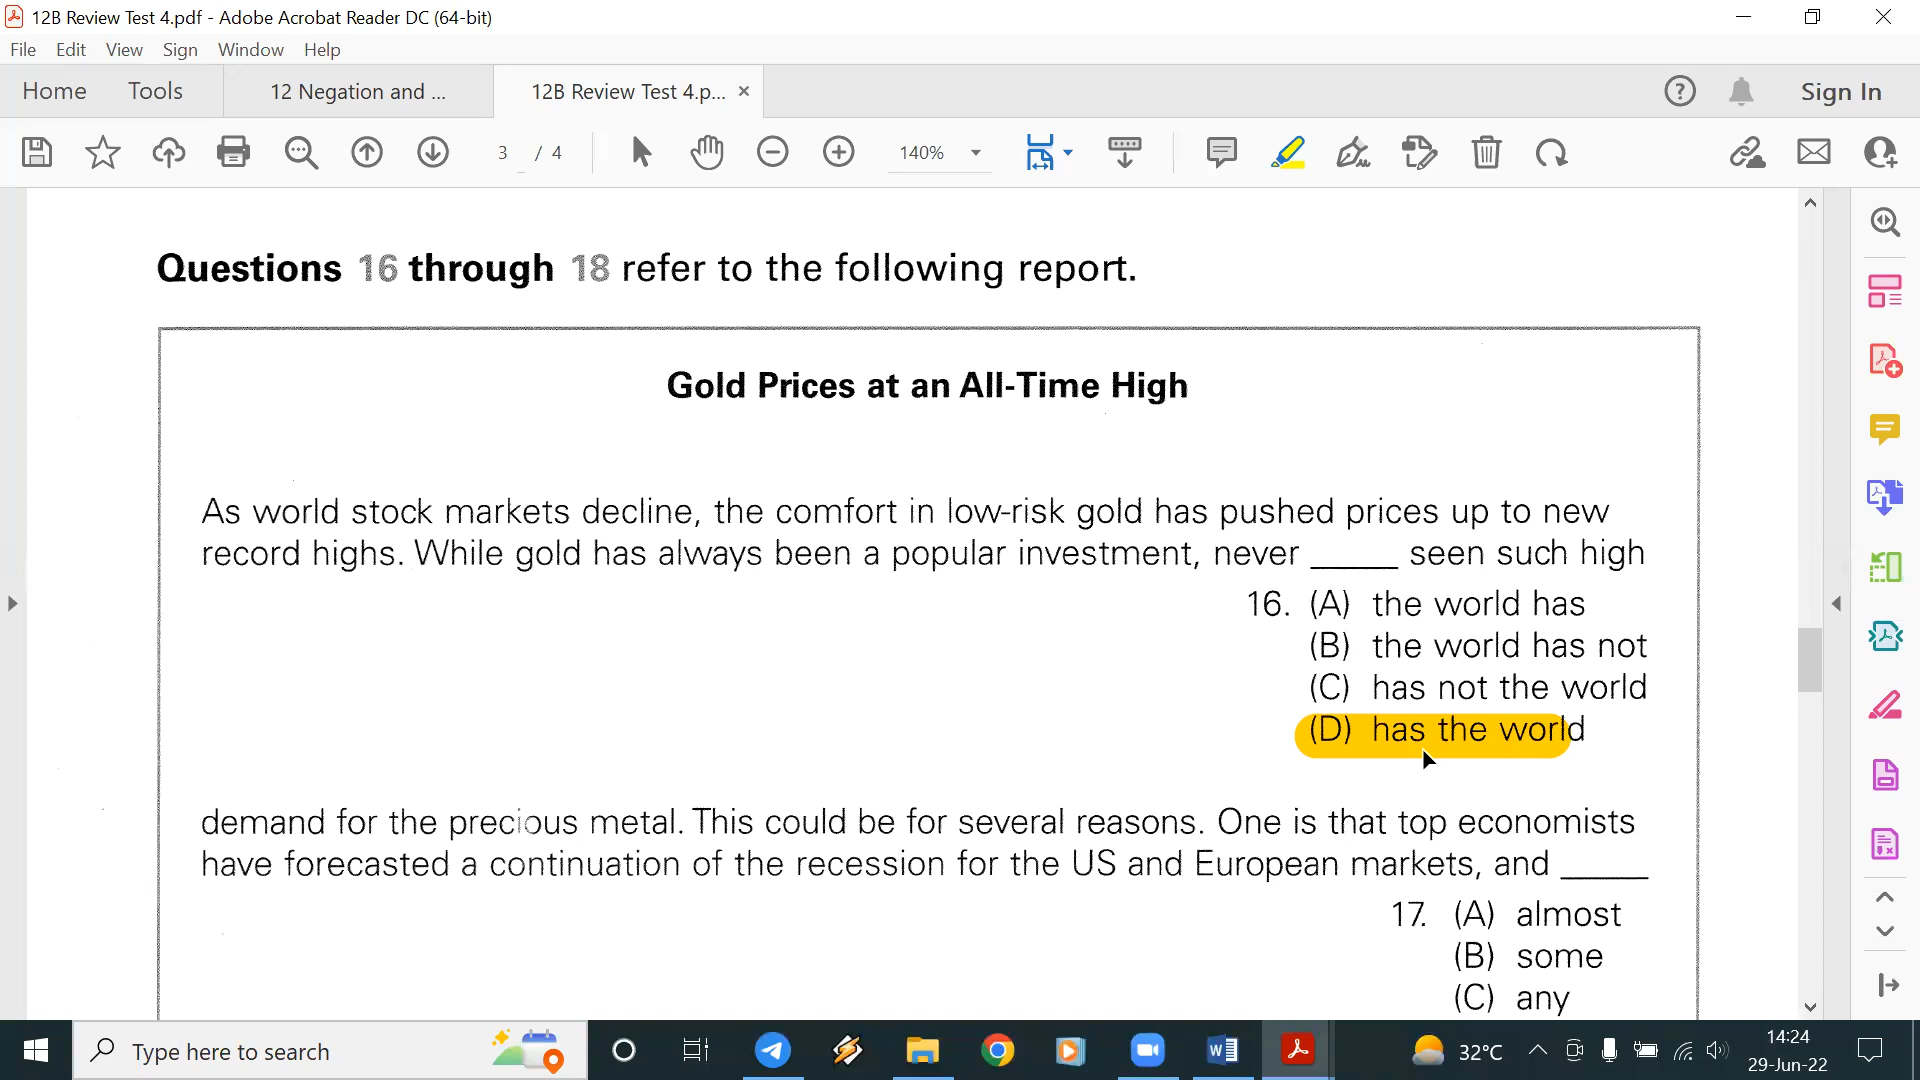 12B Review Test 4.pdf - Adobe Acrobat Reader DC (64-bit)
File Edit View Sign Window Help
Home Tools 12 Negation and ... 12B Review Test 4.p... × Sign In
3 / 4 140%
Questions 16 through 18 refer to the following report.
Gold Prices at an All-Time High
As world stock markets decline, the comfort in low-risk gold has pushed prices up to new
record highs. While gold has always been a popular investment, never ______ seen such high
16. (A) the world has
(B) the world has not
(C) has not the world
(D) has the world
demand for the precious metal. This could be for several reasons. One is that top economists
have forecasted a continuation of the recession for the US and European markets, and ______
17. (A) almost
(B) some
(C) any
Type here to search
32°C
14:24
29-Jun-22